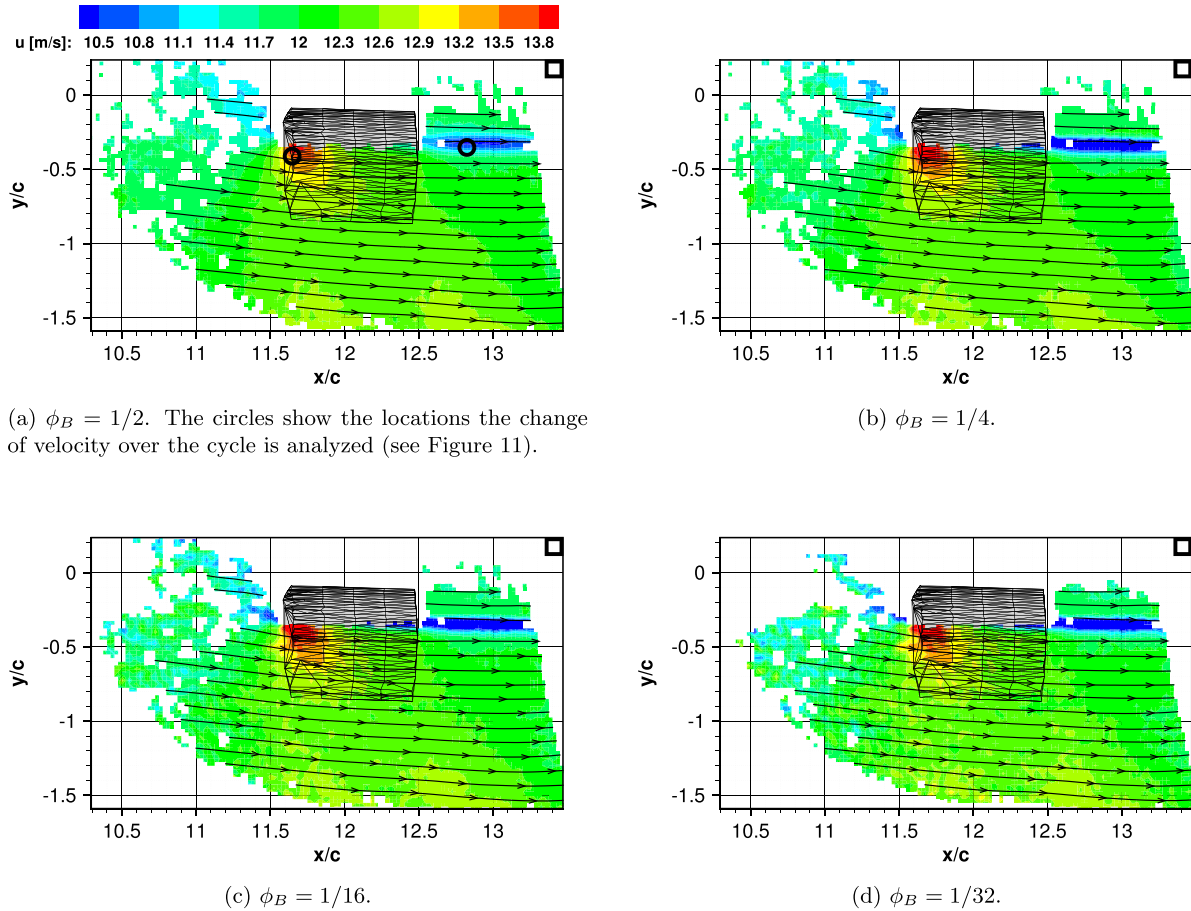 u [m/s]: 10.5 10.8 11.1 11.4 11.7 12 12.3 12.6 12.9 13.2 13.5 13.8
0
-0.5
-1
-1.5
y/c
10.5 11 11.5 12 12.5 13
x/c
0
-0.5
-1
-1.5
y/c
10.5 11 11.5 12 12.5 13
x/c
(a) ϕB = 1/2. The circles show the locations the change
of velocity over the cycle is analyzed (see Figure 11).
(b) ϕB = 1/4.
0
-0.5
-1
-1.5
y/c
10.5 11 11.5 12 12.5 13
x/c
0
-0.5
-1
-1.5
y/c
10.5 11 11.5 12 12.5 13
x/c
(c) ϕB = 1/16.
(d) ϕB = 1/32.